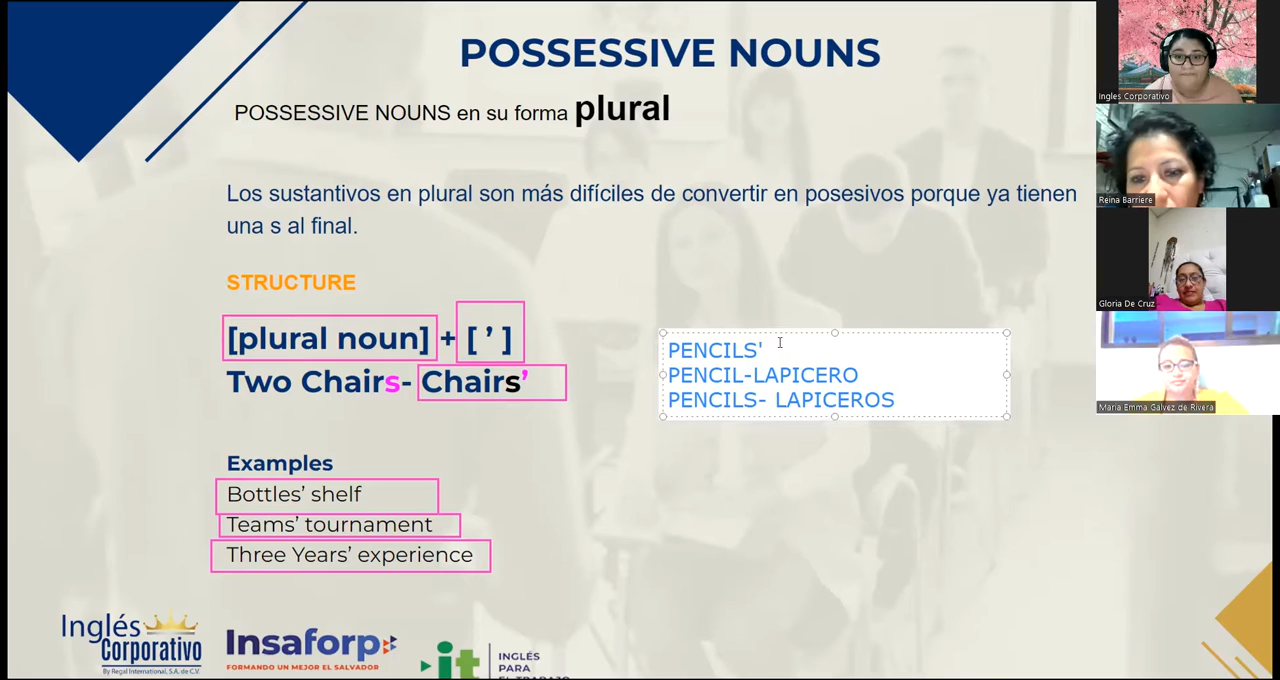 POSSESSIVE NOUNS
POSSESSIVE NOUNS en su forma plural
Los sustantivos en plural son más difíciles de convertir en posesivos porque ya tienen
una s al final.
STRUCTURE
[plural noun] + [ ’ ]
Two Chairs- Chairs’
PENCILS'
PENCIL-LAPICERO
PENCILS- LAPICEROS
Examples
Bottles’ shelf
Teams’ tournament
Three Years’ experience
Inglés
Corporativo
By Regal International, S.A. de C.V.
Insaforp
FORMANDO UN MEJOR EL SALVADOR
it
INGLÉS
PARA
EL TRABAJO
Ingles Corporativo
Reina Barriere
Gloria De Cruz
Maria Emma Galvez de Rivera